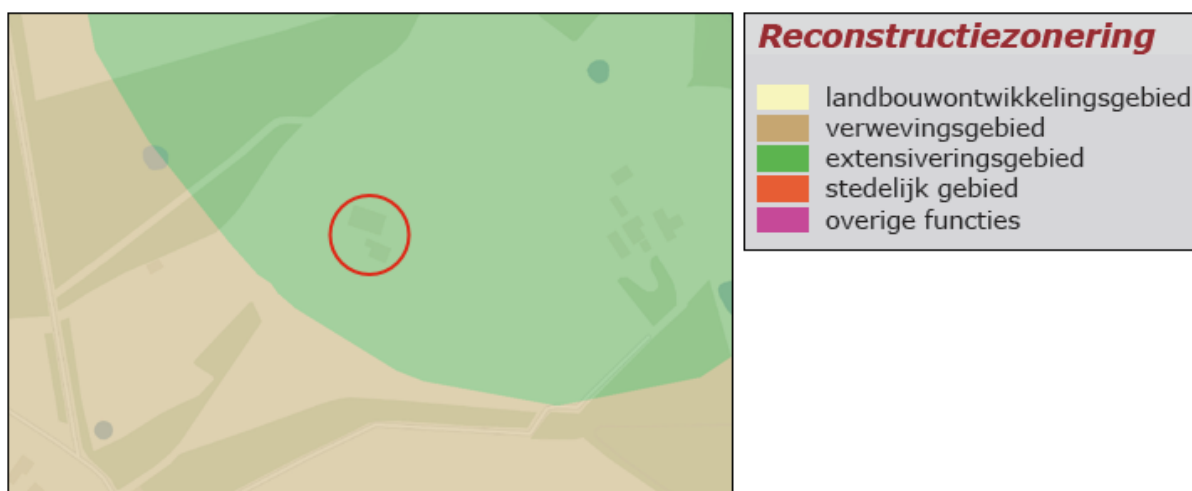 Reconstructiezonering
landbouwontwikkelingsgebied
verwevingsgebied
extensiveringsgebied
stedelijk gebied
overige functies